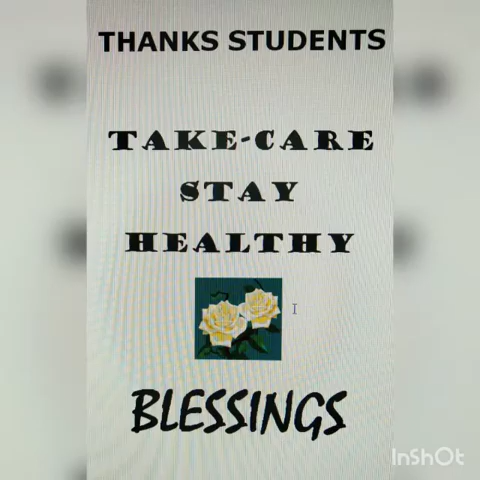 THANKS STUDENTS
TAKE-CARE
STAY
HEALTHY
BLESSINGS
InShOt